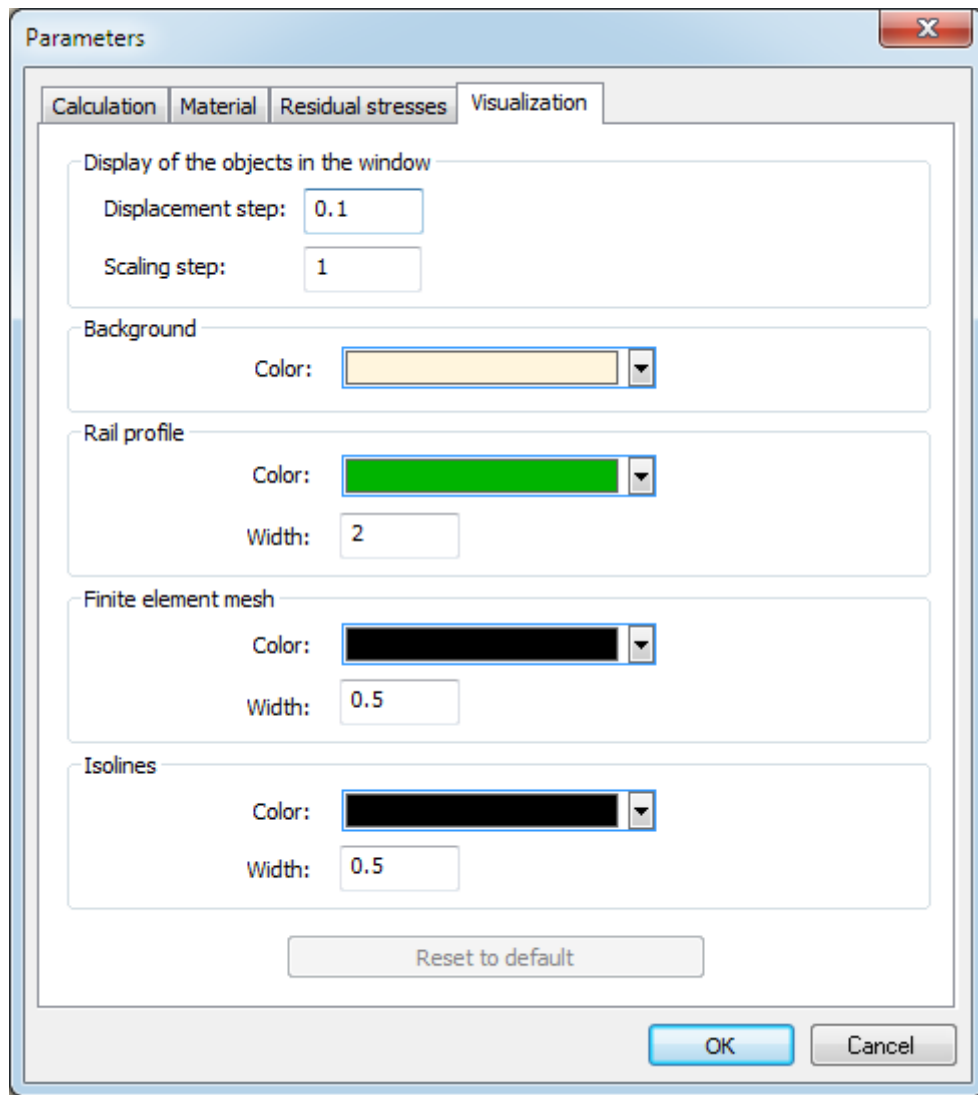 Parameters
Calculation Material Residual stresses Visualization
Display of the objects in the window
Displacement step: 0.1
Scaling step: 1
Background
Color:
Rail profile
Color:
Width: 2
Finite element mesh
Color:
Width: 0.5
Isolines
Color:
Width: 0.5
Reset to default
OK Cancel